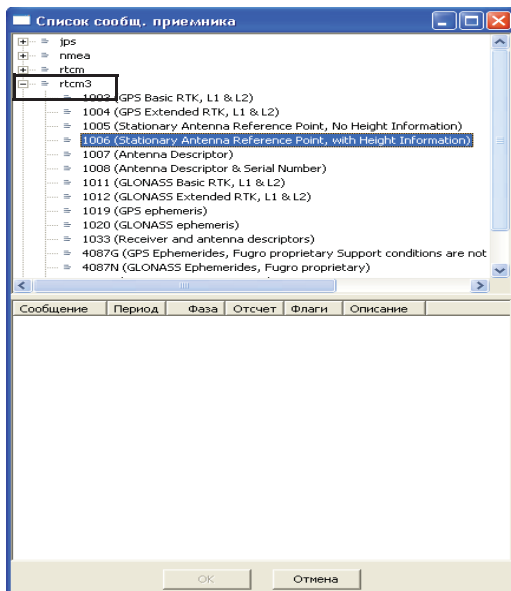 Список сообщ. приемника
jps
nmea
rtcm
rtcm3
1003 (GPS Basic RTK, L1 & L2)
1004 (GPS Extended RTK, L1 & L2)
1005 (Stationary Antenna Reference Point, No Height Information)
1006 (Stationary Antenna Reference Point, with Height Information)
1007 (Antenna Descriptor)
1008 (Antenna Descriptor & Serial Number)
1011 (GLONASS Basic RTK, L1 & L2)
1012 (GLONASS Extended RTK, L1 & L2)
1019 (GPS ephemeris)
1020 (GLONASS ephemeris)
1033 (Receiver and antenna descriptors)
4087G (GPS Ephemerides, Fugro proprietary Support conditions are not
4087N (GLONASS Ephemerides, Fugro proprietary)
Сообщение Период Фаза Отсчет Флаги Описание
ОК Отмена